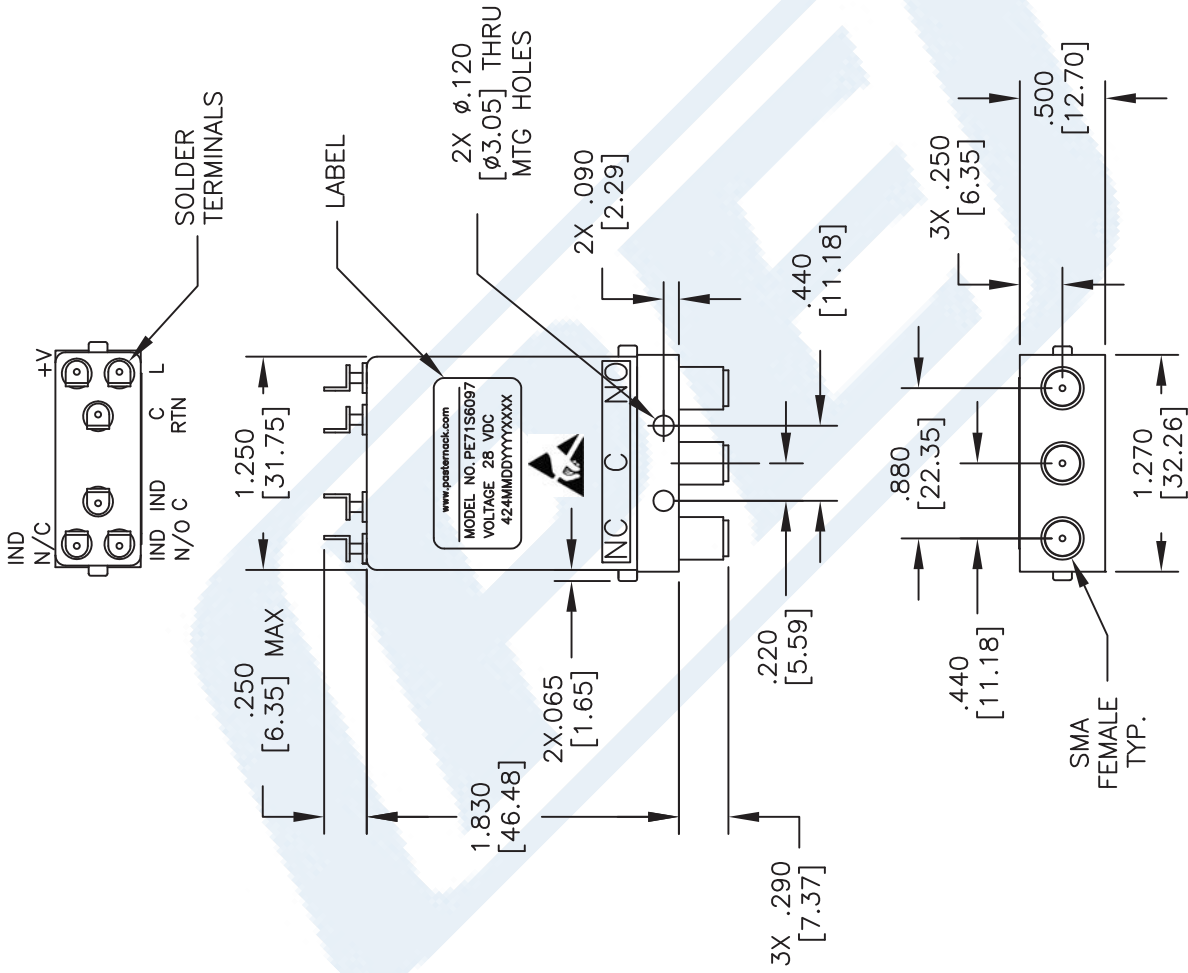 +V
L
C
RTN
IND
N/C
IND
N/O
IND
C
SOLDER
TERMINALS
1.250
[31.75]
.250
[6.35] MAX
LABEL
www.pasternack.com
MODEL NO. PE71S6097
VOLTAGE 28 VDC
424MMDDYYYYXXXX
2X ø.120
[ø3.05] THRU
MTG HOLES
NC C NO
2X .090
[2.29]
.440
[11.18]
2X.065
[1.65]
1.830
[46.48]
.220
[5.59]
3X .290
[7.37]
3X .250
[6.35]
.500
[12.70]
.880
[22.35]
.440
[11.18]
1.270
[32.26]
SMA
FEMALE
TYP.